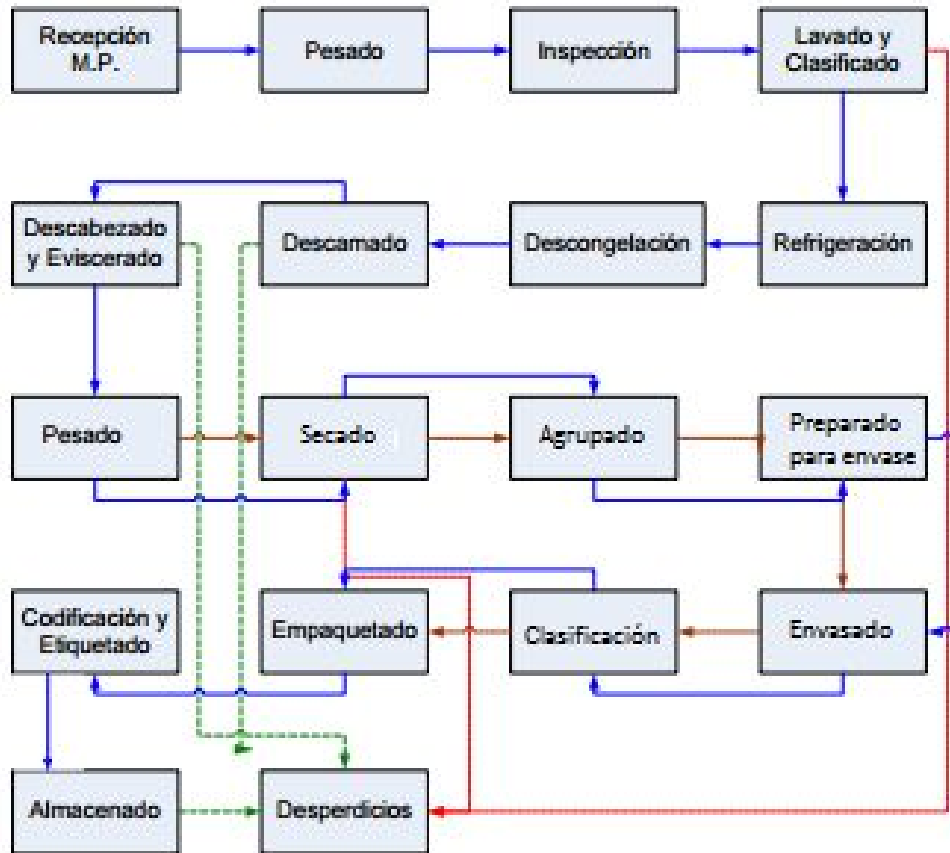 Recepción
M.P.
Pesado
Inspección
Lavado y
Clasificado
Descabezado
y Eviscerado
Descamado
Descongelación
Refrigeración
Pesado
Secado
Agrupado
Preparado
para envase
Codificación y
Etiquetado
Empaquetado
Clasificación
Envasado
Almacenado
Desperdicios